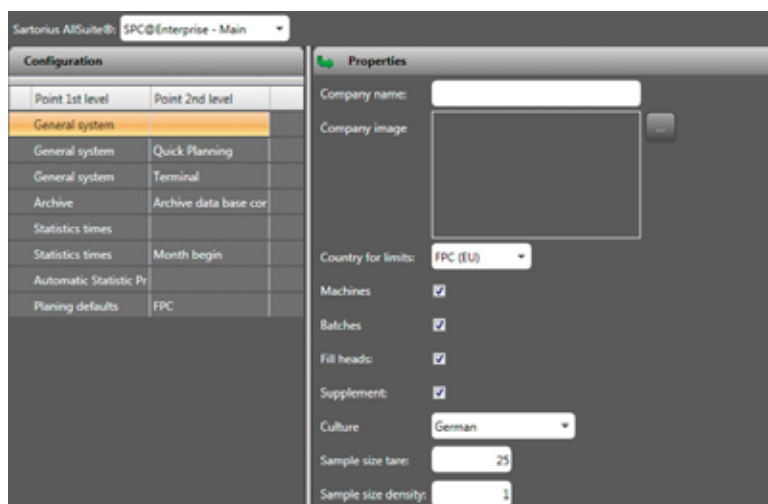 Sartorius AllSuite®: SPC@Enterprise - Main
Configuration
Point 1st level Point 2nd level
General system
General system Quick Planning
General system Terminal
Archive Archive data base cor
Statistics times
Statistics times Month begin
Automatic Statistic Pr
Planing defaults FPC
Properties
Company name:
Company image
...
Country for limits: FPC (EU)
Machines
Batches
Fill heads:
Supplement:
Culture German
Sample size tare: 25
Sample size density: 1